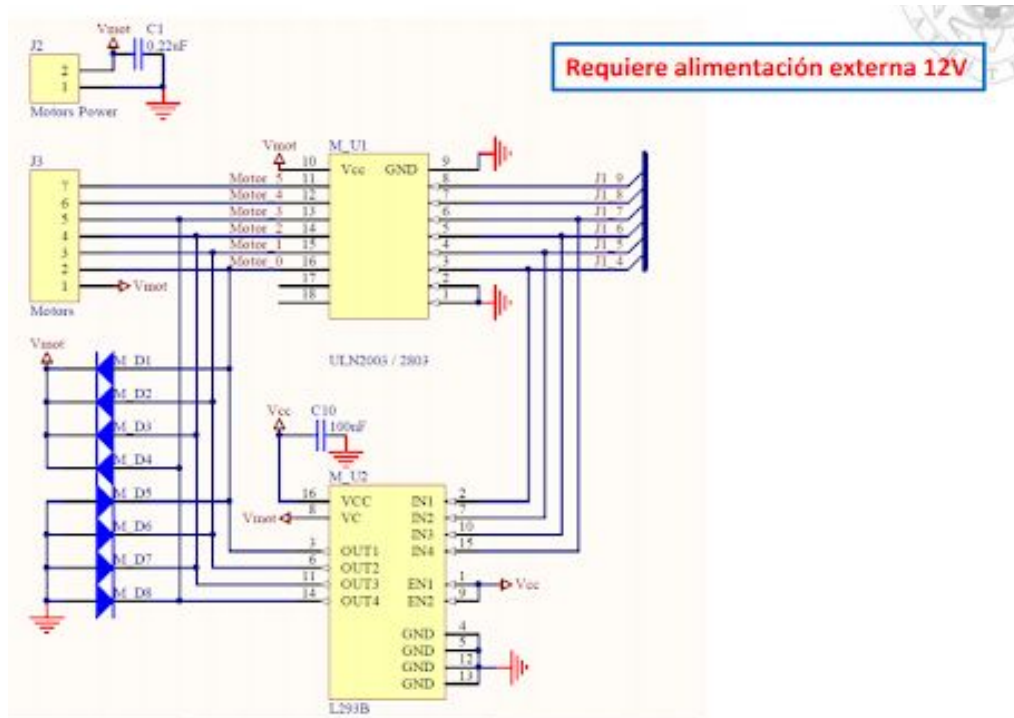 Requiere alimentación externa 12V
Vmot C1
0.22uF
J2
2
1
Motors Power
J3
7
6
5
4
3
2
1
Vmot
Motors
Motor_5
Motor_4
Motor_3
Motor_2
Motor_1
Motor_0
Vmot
M_U1
Vcc GND
10
11
12
13
14
15
16
17
18
9
8
7
6
5
4
3
2
1
J1_9
J1_8
J1_7
J1_6
J1_5
J1_4
ULN2003 / 2803
Vmot
M_D1
M_D2
M_D3
M_D4
M_D5
M_D6
M_D7
M_D8
Vcc C10
100nF
M_U2
16 VCC IN1 2
8 VC IN2 7
Vmot
IN3 10
3 OUT1 IN4 15
6 OUT2
11 OUT3 EN1 1
Vcc
14 OUT4 EN2 9
GND 4
GND 5
GND 12
GND 13
L293B